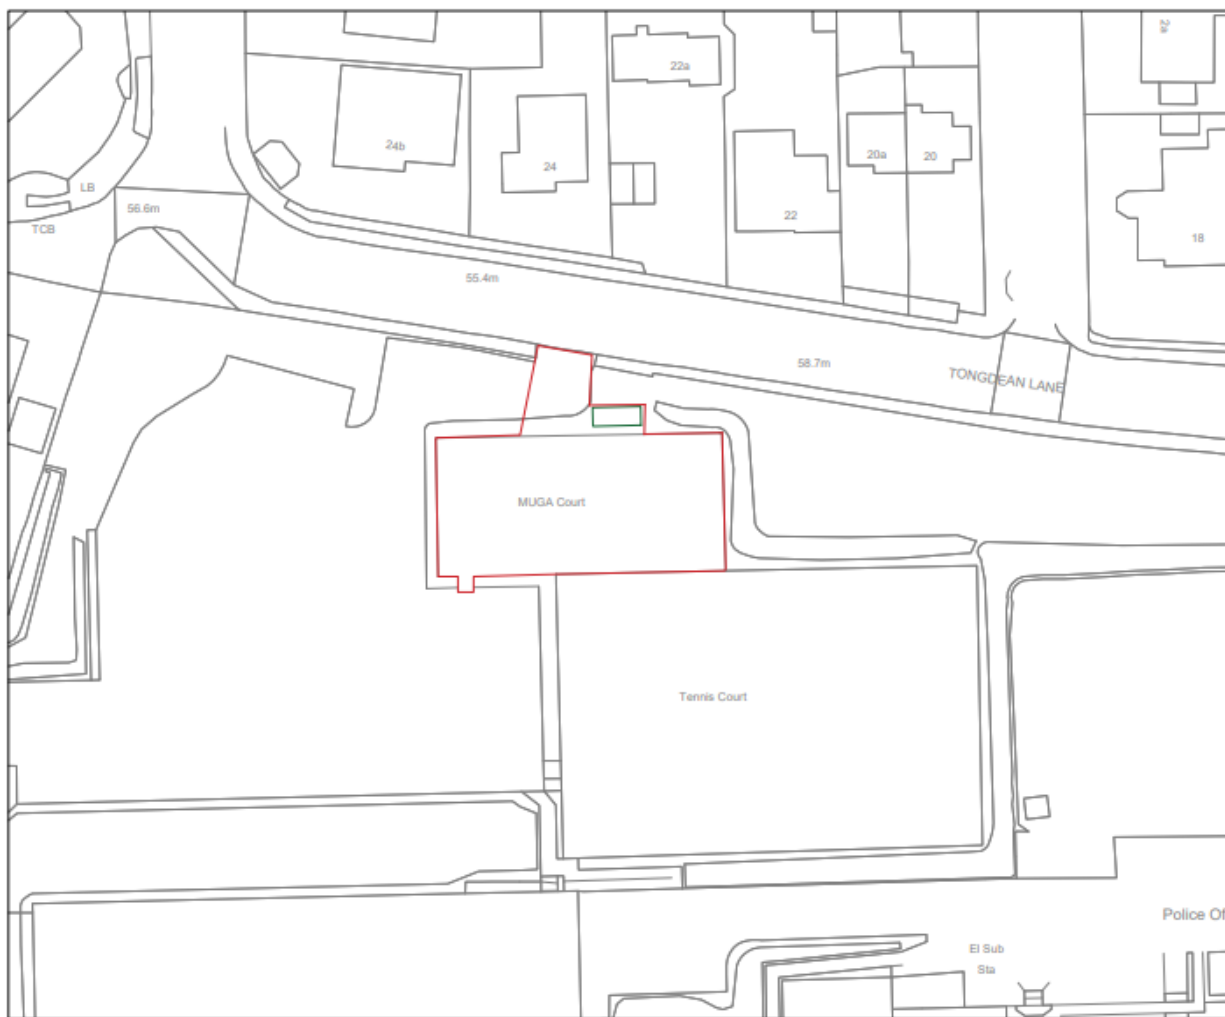 2a
22a
24b
24
20a
20
LB
56.6m
22
TCB
18
55.4m
58.7m
TONGDEAN LANE
MUGA Court
Tennis Court
Police Of
El Sub
Sta